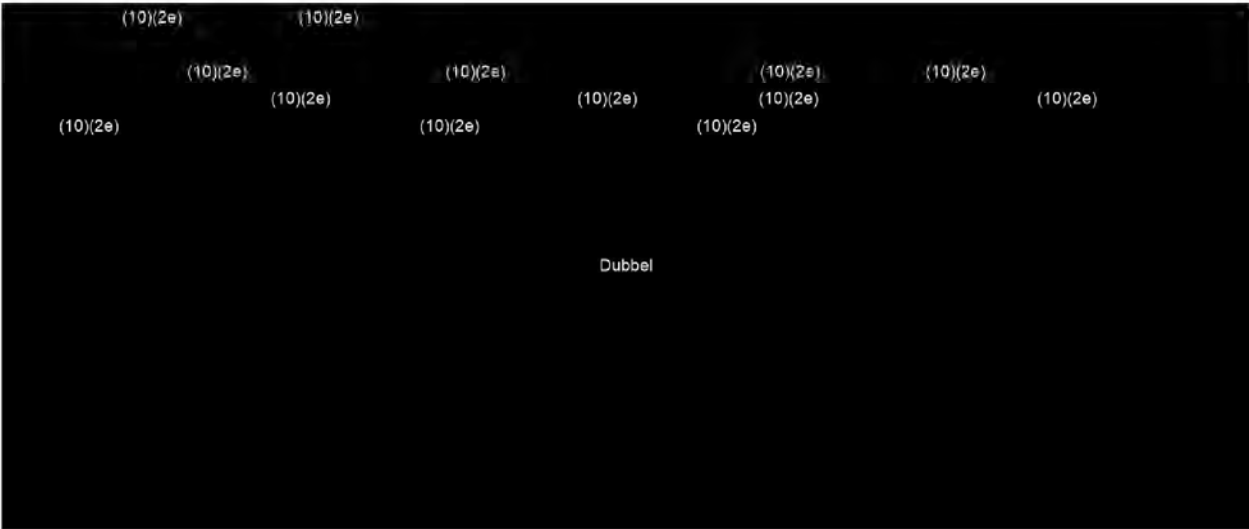 (10)(2e) (10)(2e)
(10)(2e) (10)(2e) (10)(2e) (10)(2e)
(10)(2e) (10)(2e) (10)(2e) (10)(2e)
(10)(2e) (10)(2e) (10)(2e)
Dubbel